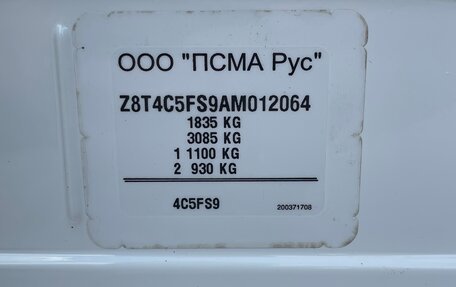 ООО "ПСМА Рус"
Z8T4C5FS9AM012064
1835 KG
3085 KG
1 1100 KG
2 930 KG
4C5FS9
200371708